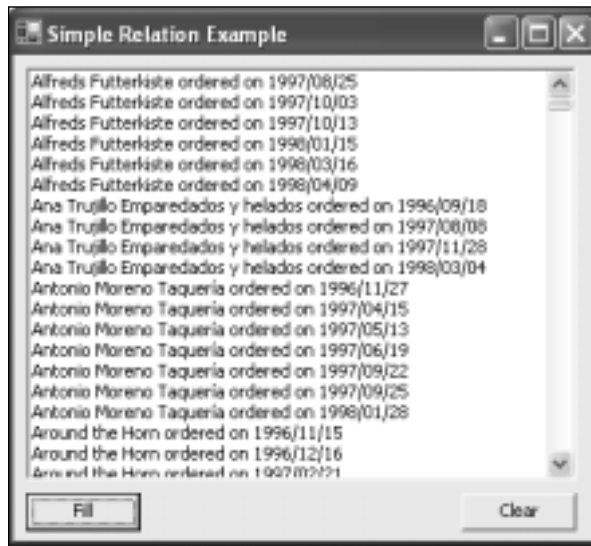 Simple Relation Example
Alfreds Futterkiste ordered on 1997/08/25
Alfreds Futterkiste ordered on 1997/10/03
Alfreds Futterkiste ordered on 1997/10/13
Alfreds Futterkiste ordered on 1998/01/15
Alfreds Futterkiste ordered on 1998/03/16
Alfreds Futterkiste ordered on 1998/04/09
Ana Trujillo Emparedados y helados ordered on 1996/09/18
Ana Trujillo Emparedados y helados ordered on 1997/08/08
Ana Trujillo Emparedados y helados ordered on 1997/11/28
Ana Trujillo Emparedados y helados ordered on 1998/03/04
Antonio Moreno Taquería ordered on 1996/11/27
Antonio Moreno Taquería ordered on 1997/04/15
Antonio Moreno Taquería ordered on 1997/05/13
Antonio Moreno Taquería ordered on 1997/06/19
Antonio Moreno Taquería ordered on 1997/09/22
Antonio Moreno Taquería ordered on 1997/09/25
Antonio Moreno Taquería ordered on 1998/01/28
Around the Horn ordered on 1996/11/15
Around the Horn ordered on 1996/12/16
Around the Horn ordered on 1997/02/21
Fill
Clear